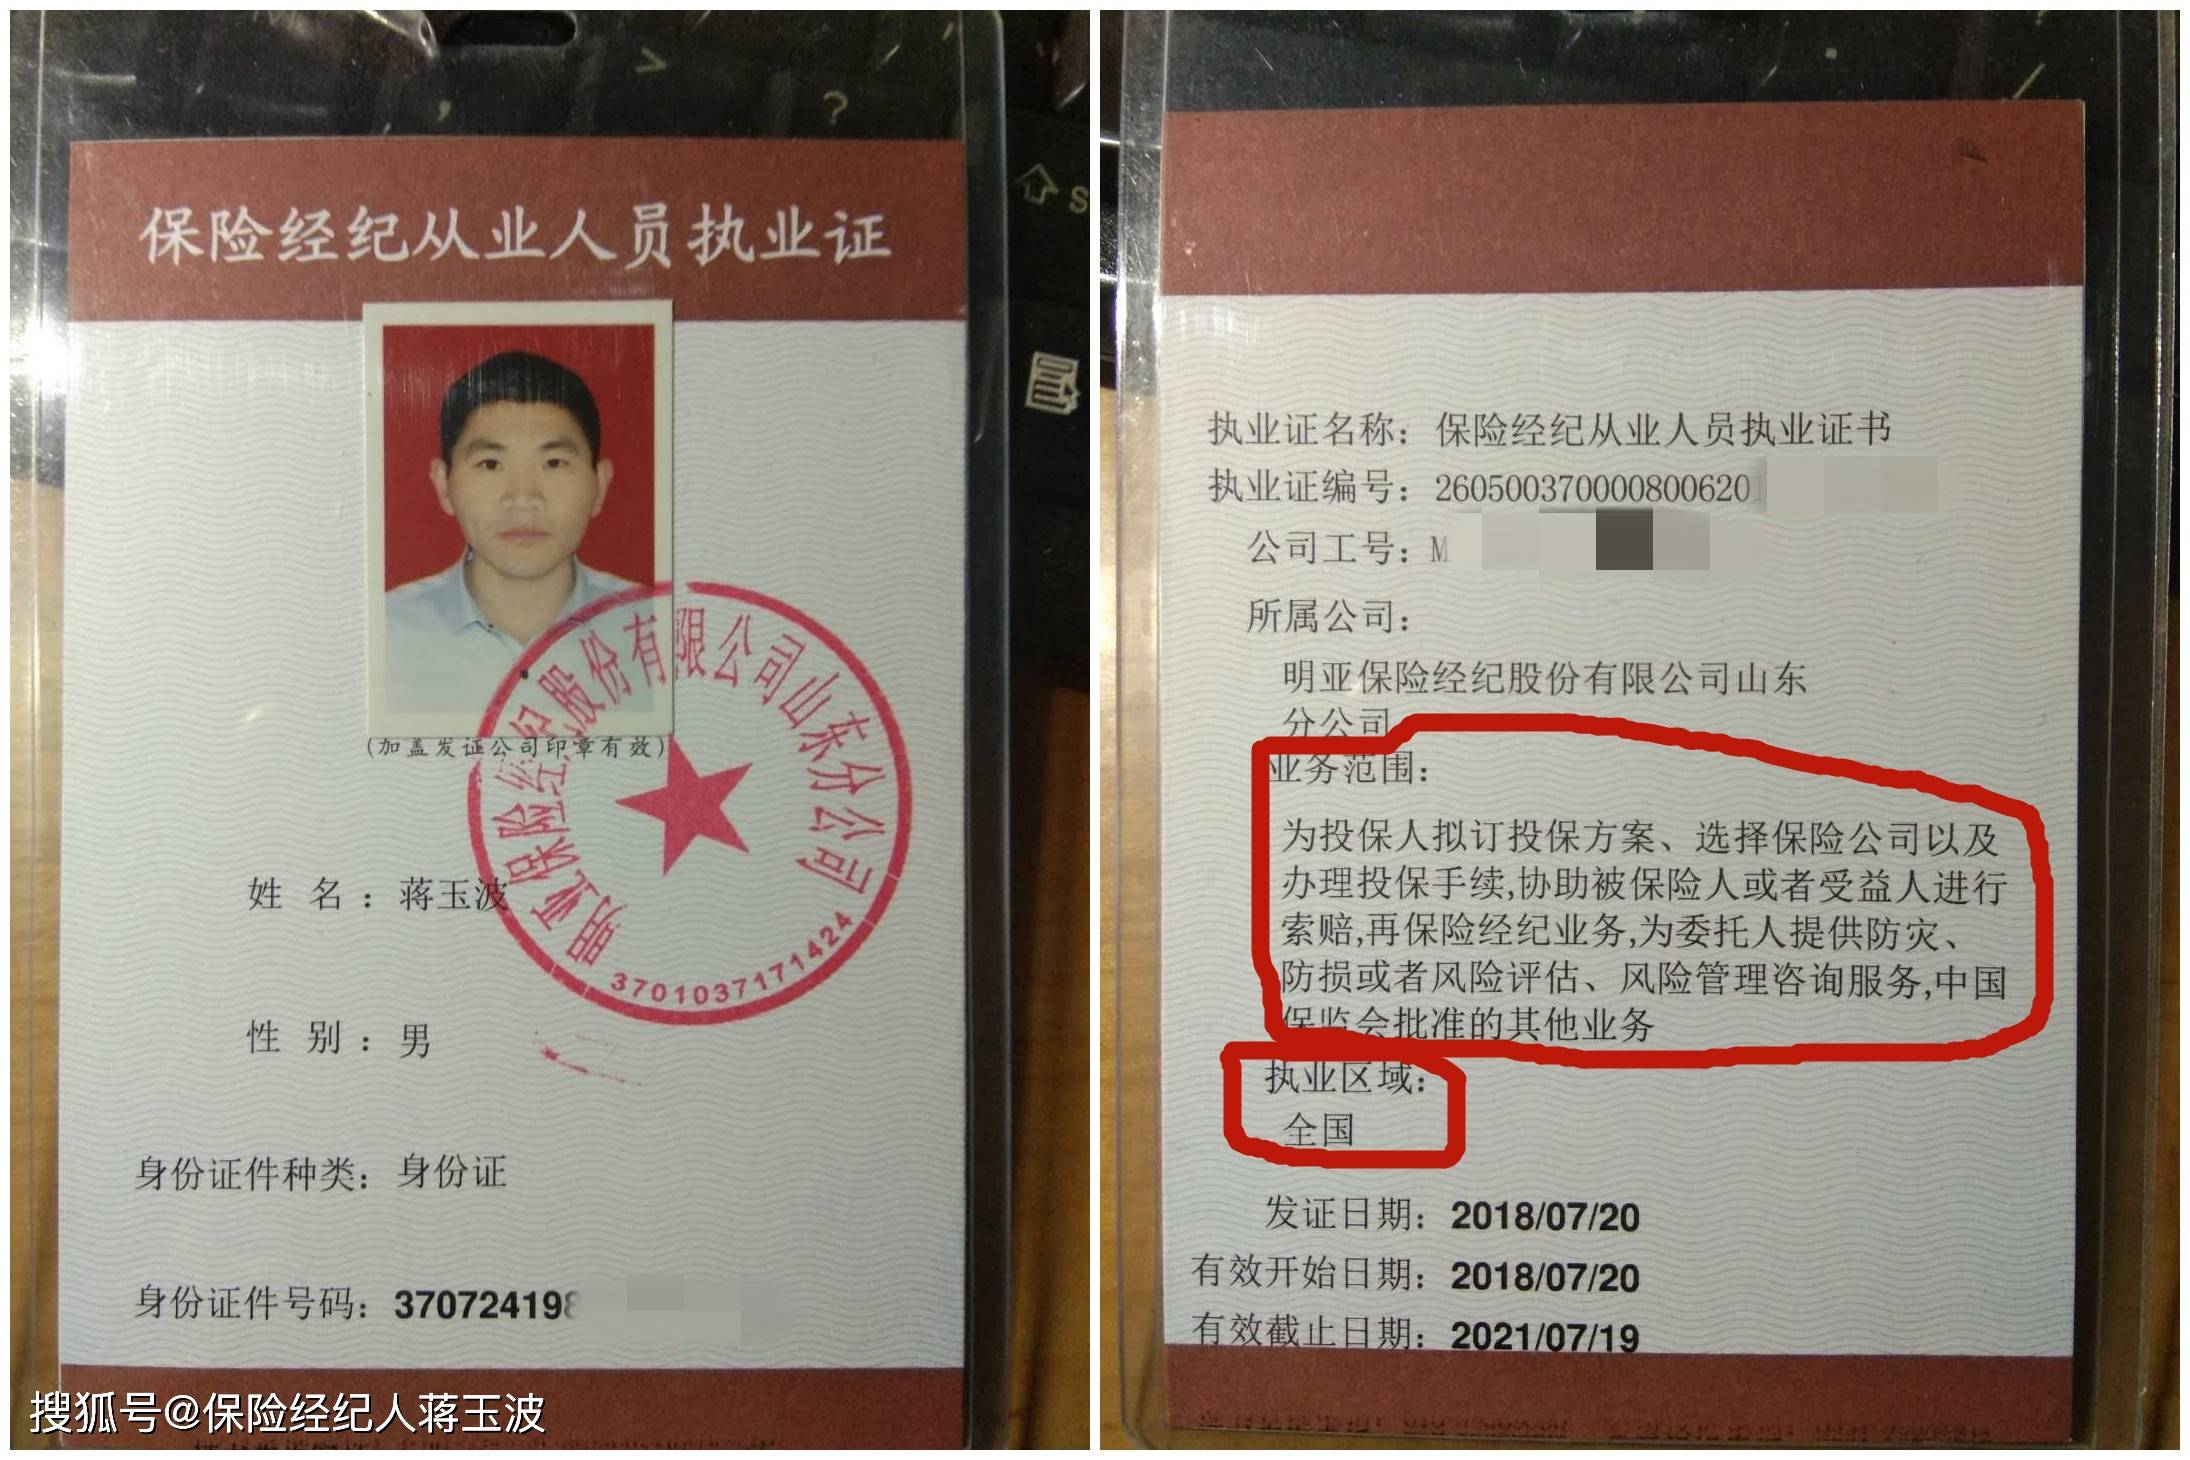 保险经纪从业人员执业证
明亚保险经纪股份有限公司山东分公司
3701037171424
(加盖发证公司印章有效)
姓 名：蒋玉波
性 别：男
身份证件种类：身份证
身份证件号码：370724198
搜狐号@保险经纪人蒋玉波
执业证名称：保险经纪从业人员执业证书
执业证编号：260500370000800620
公司工号：M
所属公司：
明亚保险经纪股份有限公司山东
分公司
业务范围：
为投保人拟订投保方案、选择保险公司以及
办理投保手续,协助被保险人或者受益人进行
索赔,再保险经纪业务,为委托人提供防灾、
防损或者风险评估、风险管理咨询服务,中国
保监会批准的其他业务
执业区域：
全国
发证日期：2018/07/20
有效开始日期：2018/07/20
有效截止日期：2021/07/19